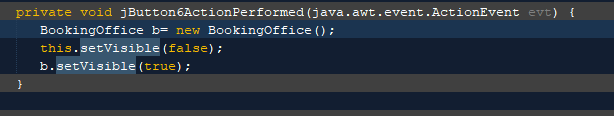 private void jButton6ActionPerformed(java.awt.event.ActionEvent evt) {
BookingOffice b= new BookingOffice();
this.setVisible(false);
b.setVisible(true);
}